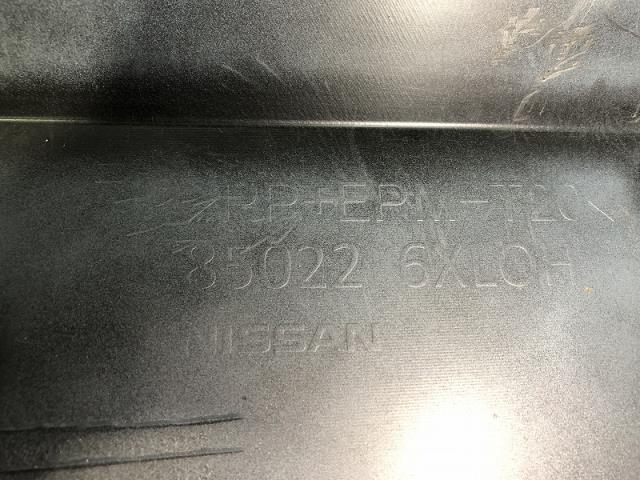 >PP+EPM-T20<
85022 6XL0H
NISSAN